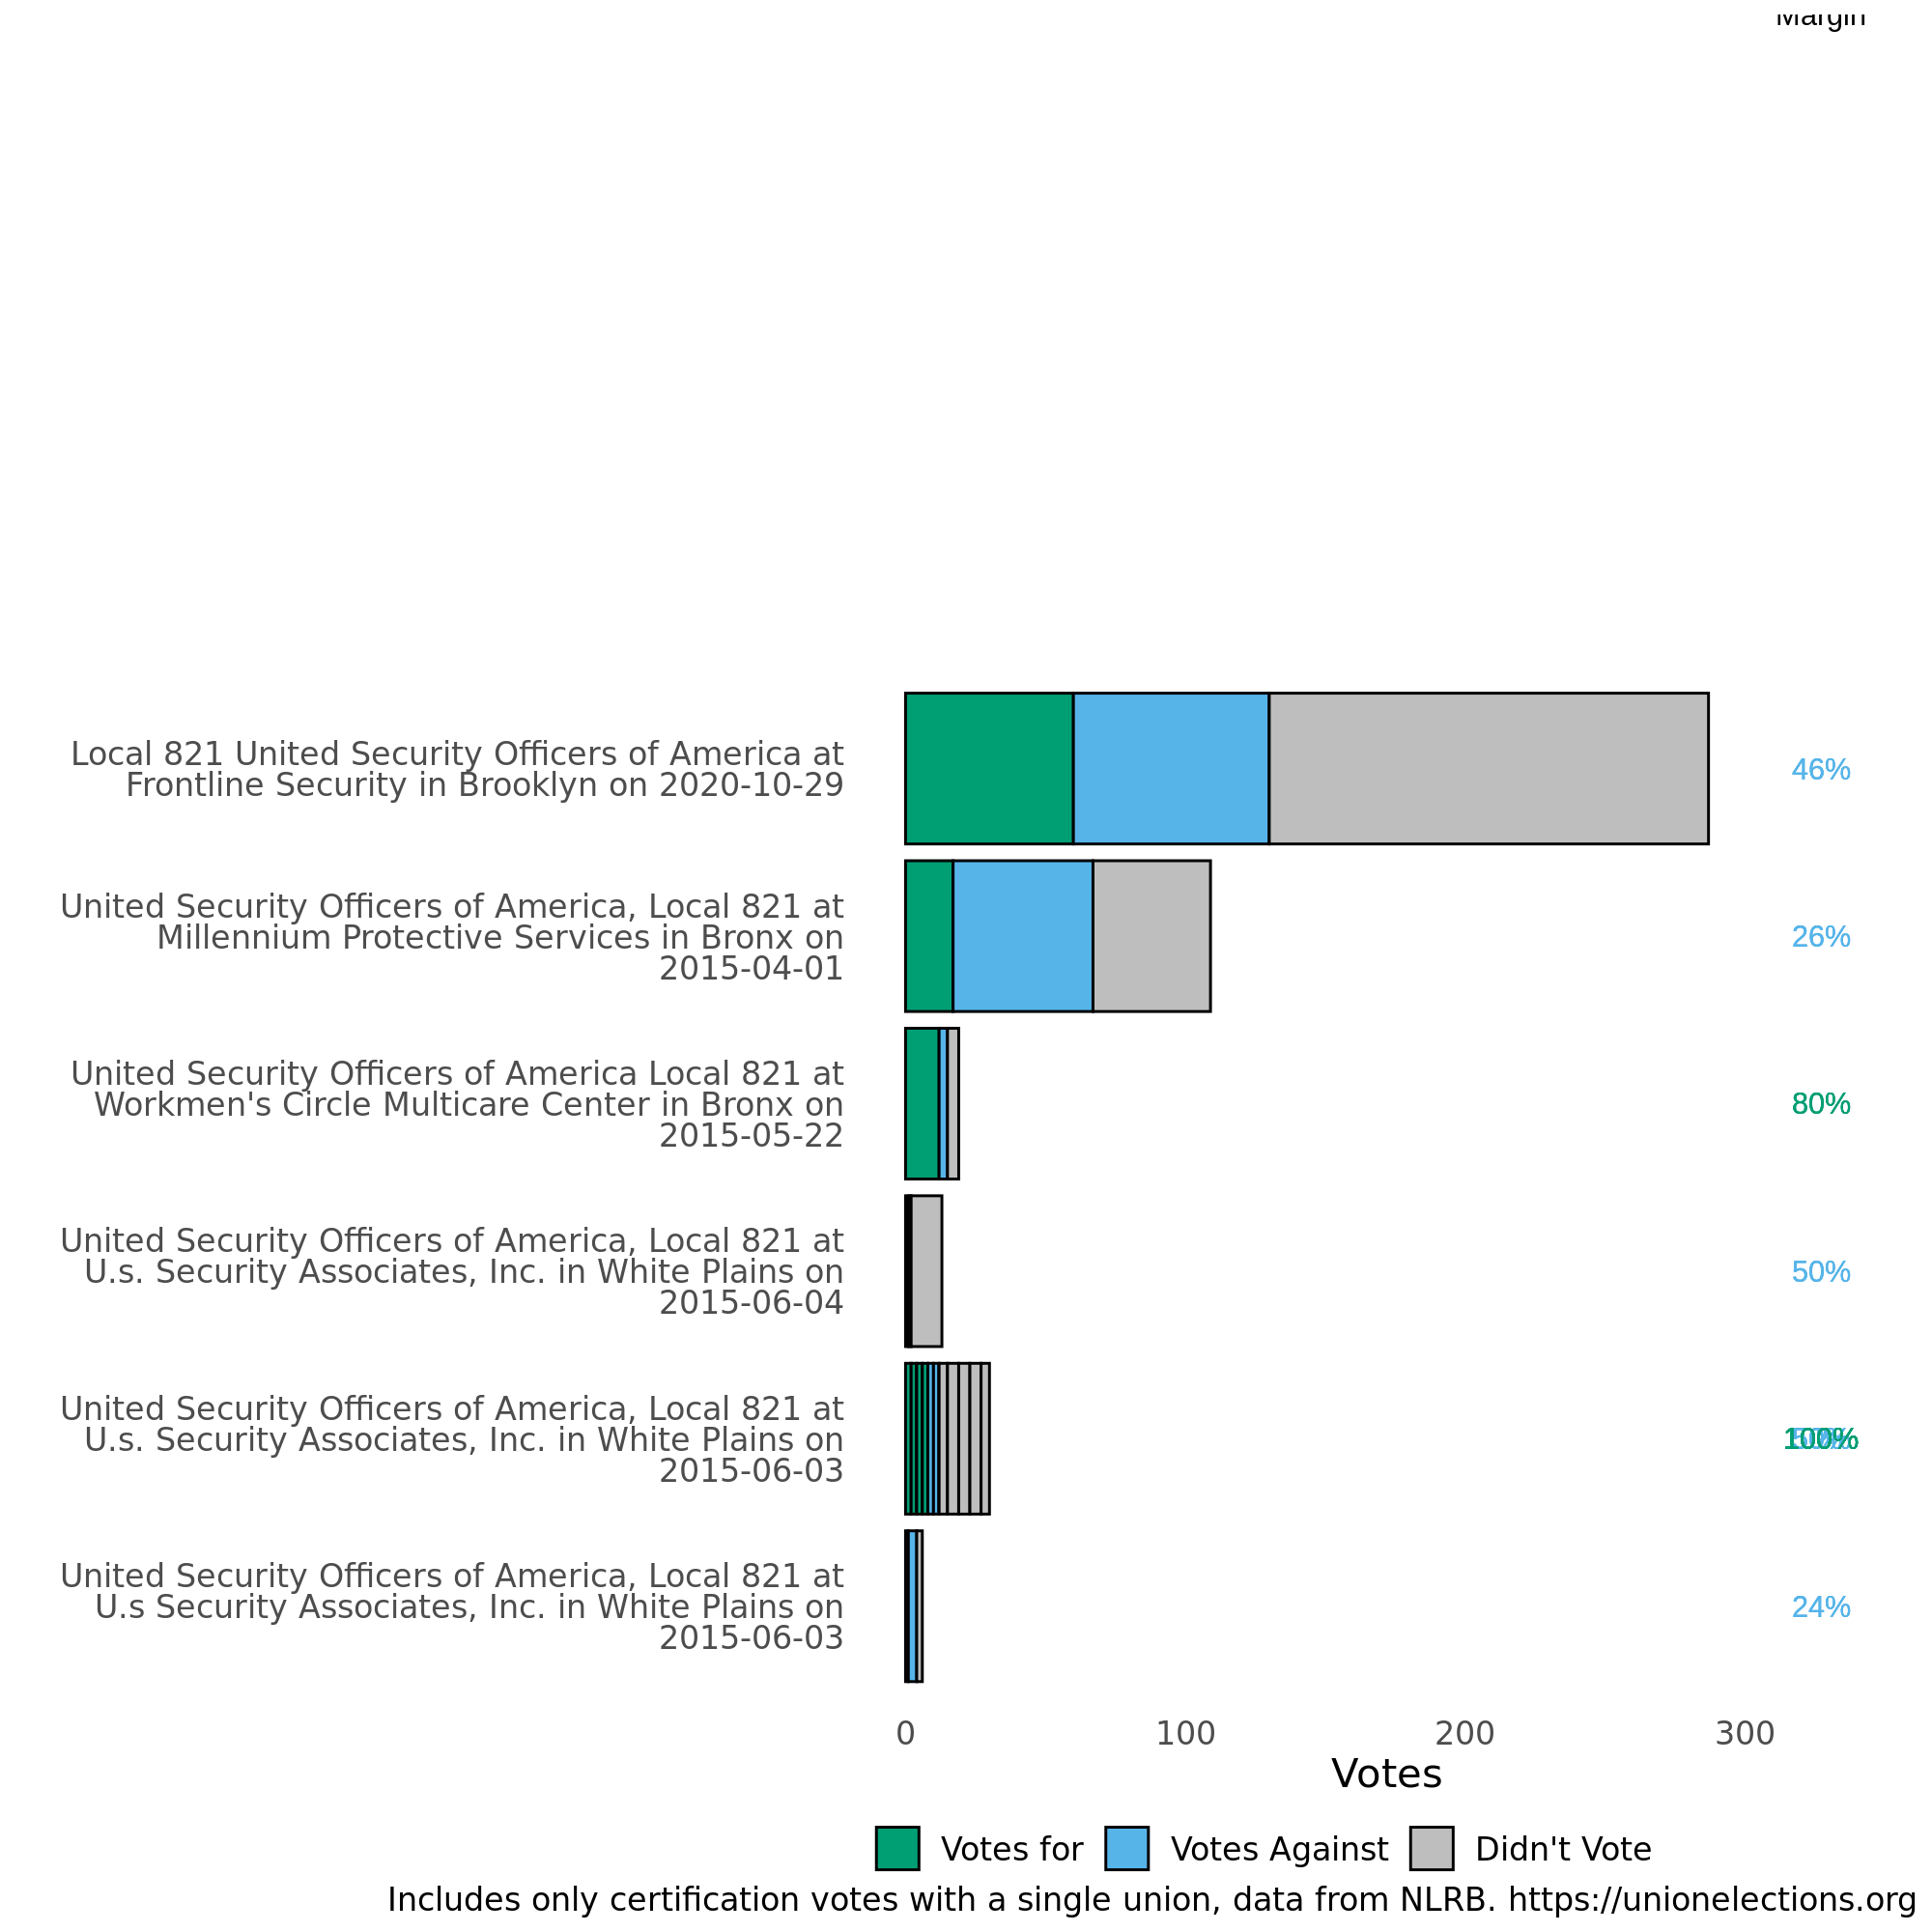 Margin
Local 821 United Security Officers of America at
Frontline Security in Brooklyn on 2020-10-29
46%
United Security Officers of America, Local 821 at
Millennium Protective Services in Bronx on
2015-04-01
26%
United Security Officers of America Local 821 at
Workmen's Circle Multicare Center in Bronx on
2015-05-22
80%
United Security Officers of America, Local 821 at
U.s. Security Associates, Inc. in White Plains on
2015-06-04
50%
United Security Officers of America, Local 821 at
U.s. Security Associates, Inc. in White Plains on
2015-06-03
100%
United Security Officers of America, Local 821 at
U.s Security Associates, Inc. in White Plains on
2015-06-03
24%
0 100 200 300
Votes
Votes for Votes Against Didn't Vote
Includes only certification votes with a single union, data from NLRB. https://unionelections.org